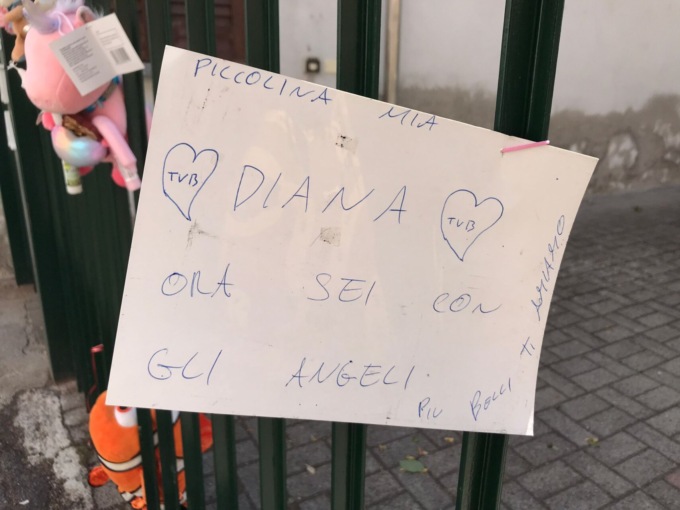 PICCOLINA MIA
TVB DIANA TVB
ORA SEI CON
GLI ANGELI.
PIU BELLI TI AMIAMO